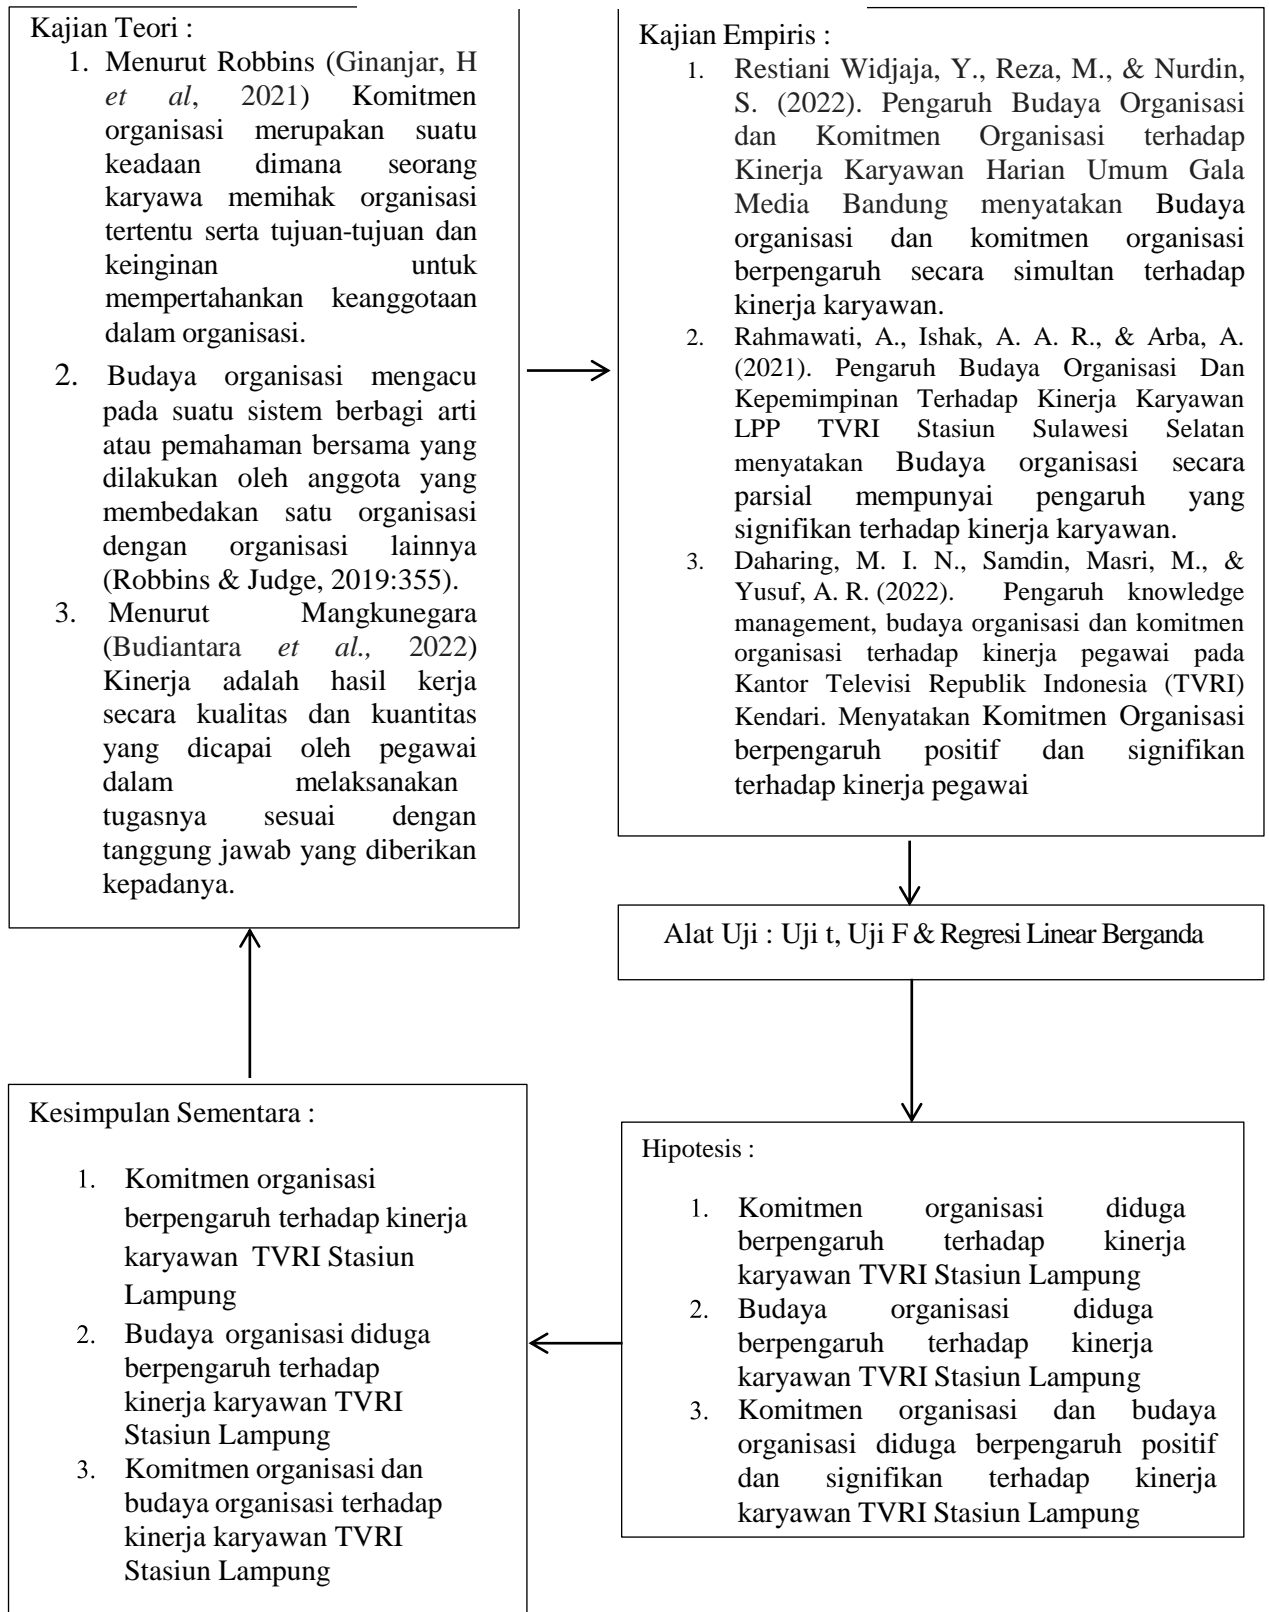 Kajian Teori :
1. Menurut Robbins (Ginanjar, H
et al, 2021) Komitmen
organisasi merupakan suatu
keadaan dimana seorang
karyawa memihak organisasi
tertentu serta tujuan-tujuan dan
keinginan untuk
mempertahankan keanggotaan
dalam organisasi.
2. Budaya organisasi mengacu
pada suatu sistem berbagi arti
atau pemahaman bersama yang
dilakukan oleh anggota yang
membedakan satu organisasi
dengan organisasi lainnya
(Robbins & Judge, 2019:355).
3. Menurut Mangkunegara
(Budiantara et al., 2022)
Kinerja adalah hasil kerja
secara kualitas dan kuantitas
yang dicapai oleh pegawai
dalam melaksanakan
tugasnya sesuai dengan
tanggung jawab yang diberikan
kepadanya.
Kajian Empiris :
1. Restiani Widjaja, Y., Reza, M., & Nurdin,
S. (2022). Pengaruh Budaya Organisasi
dan Komitmen Organisasi terhadap
Kinerja Karyawan Harian Umum Gala
Media Bandung menyatakan Budaya
organisasi dan komitmen organisasi
berpengaruh secara simultan terhadap
kinerja karyawan.
2. Rahmawati, A., Ishak, A. A. R., & Arba, A.
(2021). Pengaruh Budaya Organisasi Dan
Kepemimpinan Terhadap Kinerja Karyawan
LPP TVRI Stasiun Sulawesi Selatan
menyatakan Budaya organisasi secara
parsial mempunyai pengaruh yang
signifikan terhadap kinerja karyawan.
3. Daharing, M. I. N., Samdin, Masri, M., &
Yusuf, A. R. (2022). Pengaruh knowledge
management, budaya organisasi dan komitmen
organisasi terhadap kinerja pegawai pada
Kantor Televisi Republik Indonesia (TVRI)
Kendari. Menyatakan Komitmen Organisasi
berpengaruh positif dan signifikan
terhadap kinerja pegawai
Alat Uji : Uji t, Uji F & Regresi Linear Berganda
Hipotesis :
1. Komitmen organisasi diduga
berpengaruh terhadap kinerja
karyawan TVRI Stasiun Lampung
2. Budaya organisasi diduga
berpengaruh terhadap kinerja
karyawan TVRI Stasiun Lampung
3. Komitmen organisasi dan budaya
organisasi diduga berpengaruh positif
dan signifikan terhadap kinerja
karyawan TVRI Stasiun Lampung
Kesimpulan Sementara :
1. Komitmen organisasi
berpengaruh terhadap kinerja
karyawan TVRI Stasiun
Lampung
2. Budaya organisasi diduga
berpengaruh terhadap
kinerja karyawan TVRI
Stasiun Lampung
3. Komitmen organisasi dan
budaya organisasi terhadap
kinerja karyawan TVRI
Stasiun Lampung